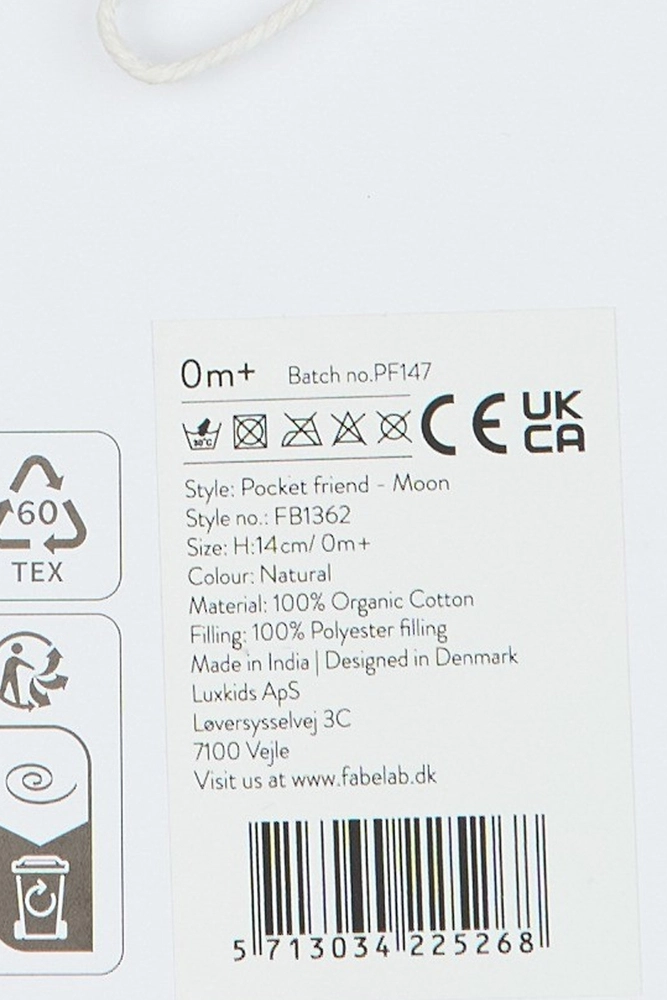 0m+ Batch no.PF147
30°C
CE UK
CA
60
TEX
Style: Pocket friend - Moon
Style no.: FB1362
Size: H:14cm/ 0m+
Colour: Natural
Material: 100% Organic Cotton
Filling: 100% Polyester filling
Made in India | Designed in Denmark
Luxkids ApS
Løversysselvej 3C
7100 Vejle
Visit us at www.fabelab.dk
5 713034 225268